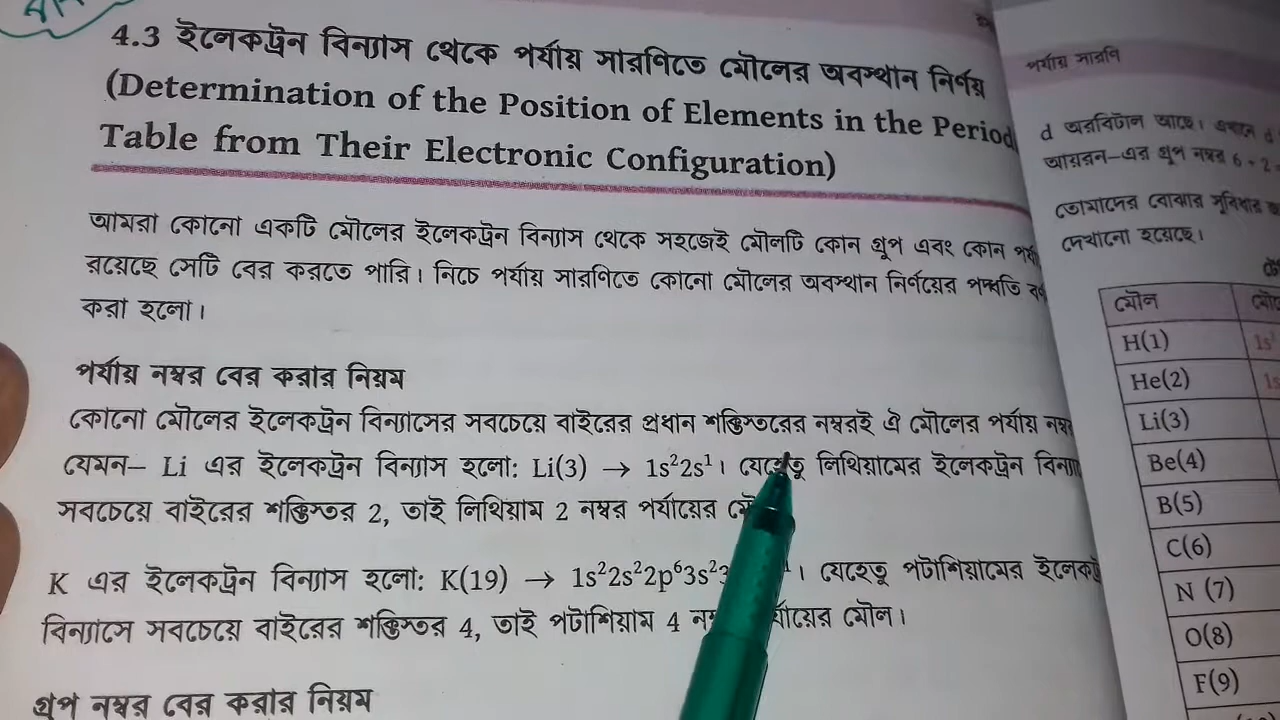 4.3 ইলেকট্রন বিন্যাস থেকে পর্যায় সারণিতে মৌলের অবস্থান নির্ণয়
(Determination of the Position of Elements in the Period
Table from Their Electronic Configuration)
আমরা কোনো একটি মৌলের ইলেকট্রন বিন্যাস থেকে সহজেই মৌলটি কোন গ্রুপ এবং কোন
রয়েছে সেটি বের করতে পারি। নিচে পর্যায় সারণিতে কোনো মৌলের অবস্থান নির্ণয়ের পদ্ধতি
করা হলো।
পর্যায় নম্বর বের করার নিয়ম
কোনো মৌলের ইলেকট্রন বিন্যাসের সবচেয়ে বাইরের প্রধান শক্তিস্তরের নম্বরই ঐ মৌলের পর্যায়
যেমন– Li এর ইলেকট্রন বিন্যাস হলো: Li(3) → 1s²2s¹। যেহেতু লিথিয়ামের ইলেকট্রন
সবচেয়ে বাইরের শক্তিস্তর 2, তাই লিথিয়াম 2 নম্বর পর্যায়ের
K এর ইলেকট্রন বিন্যাস হলো: K(19) → 1s²2s²2p⁶3s²3 । যেহেতু পটাশিয়ামের
বিন্যাসে সবচেয়ে বাইরের শক্তিস্তর 4, তাই পটাশিয়াম 4 মৌল।
গ্রুপ নম্বর বের করার নিয়ম
পর্যায় সারণি
d অরবিটাল আছে। এখানে d
আয়রন-এর গ্রুপ নম্বর 6 + 2
তোমাদের বোঝার সুবিধার
দেখানো হয়েছে।
মৌল
H(1)
He(2)
Li(3)
Be(4)
B(5)
C(6)
N (7)
O(8)
F(9)